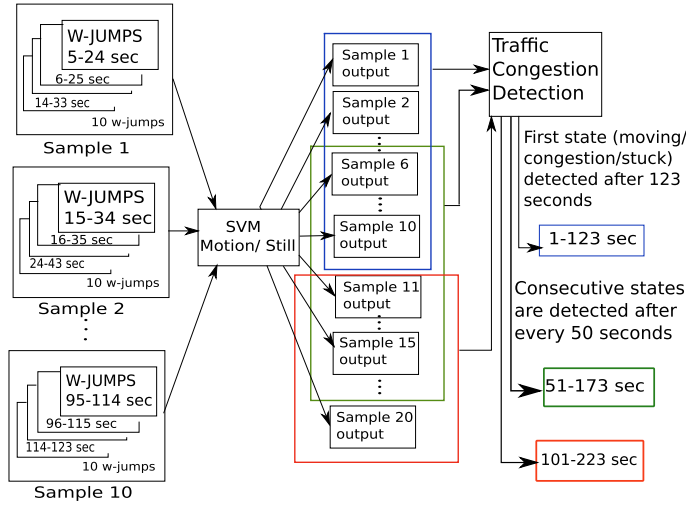 W-JUMPS
5-24 sec
6-25 sec
14-33 sec
10 w-jumps
Sample 1
W-JUMPS
15-34 sec
16-35 sec
24-43 sec
10 w-jumps
Sample 2
W-JUMPS
95-114 sec
96-115 sec
114-123 sec
10 w-jumps
Sample 10
SVM
Motion/ Still
Sample 1
output
Sample 2
output
Sample 6
output
Sample 10
output
Sample 11
output
Sample 15
output
Sample 20
output
Traffic
Congestion
Detection
First state (moving/
congestion/stuck)
detected after 123
seconds
1-123 sec
Consecutive states
are detected after
every 50 seconds
51-173 sec
101-223 sec